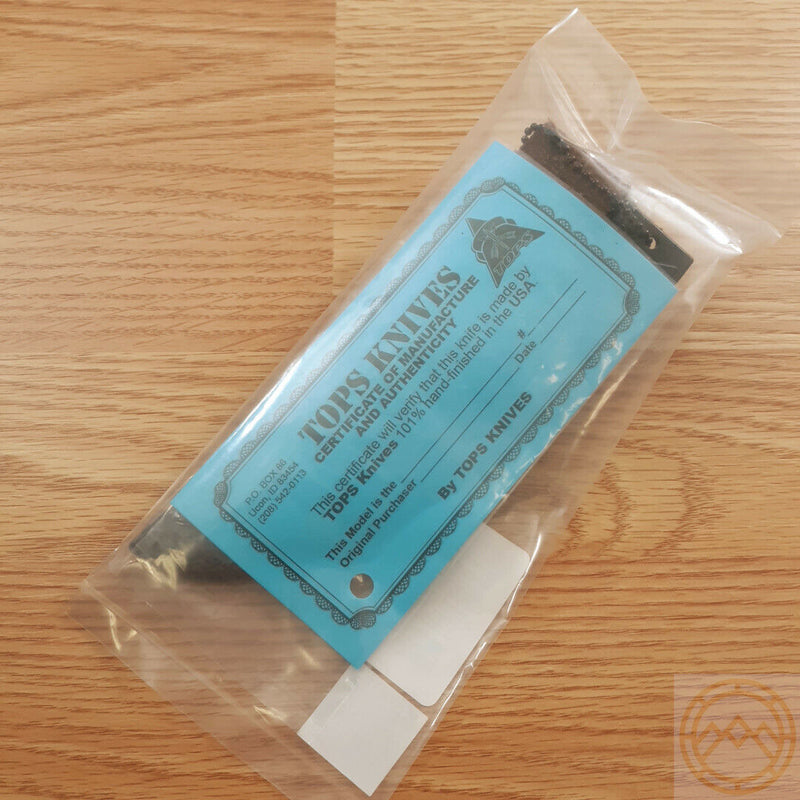 TOPS
TOPS KNIVES
CERTIFICATE OF MANUFACTURE
AND AUTHENTICITY
P.O. BOX 66
Ucon, ID 83454
(208) 542-0113
This certificate will verify that this knife is made by
TOPS Knives 101% hand-finished in the USA.
This Model is the #
Original Purchaser Date
By TOPS KNIVES